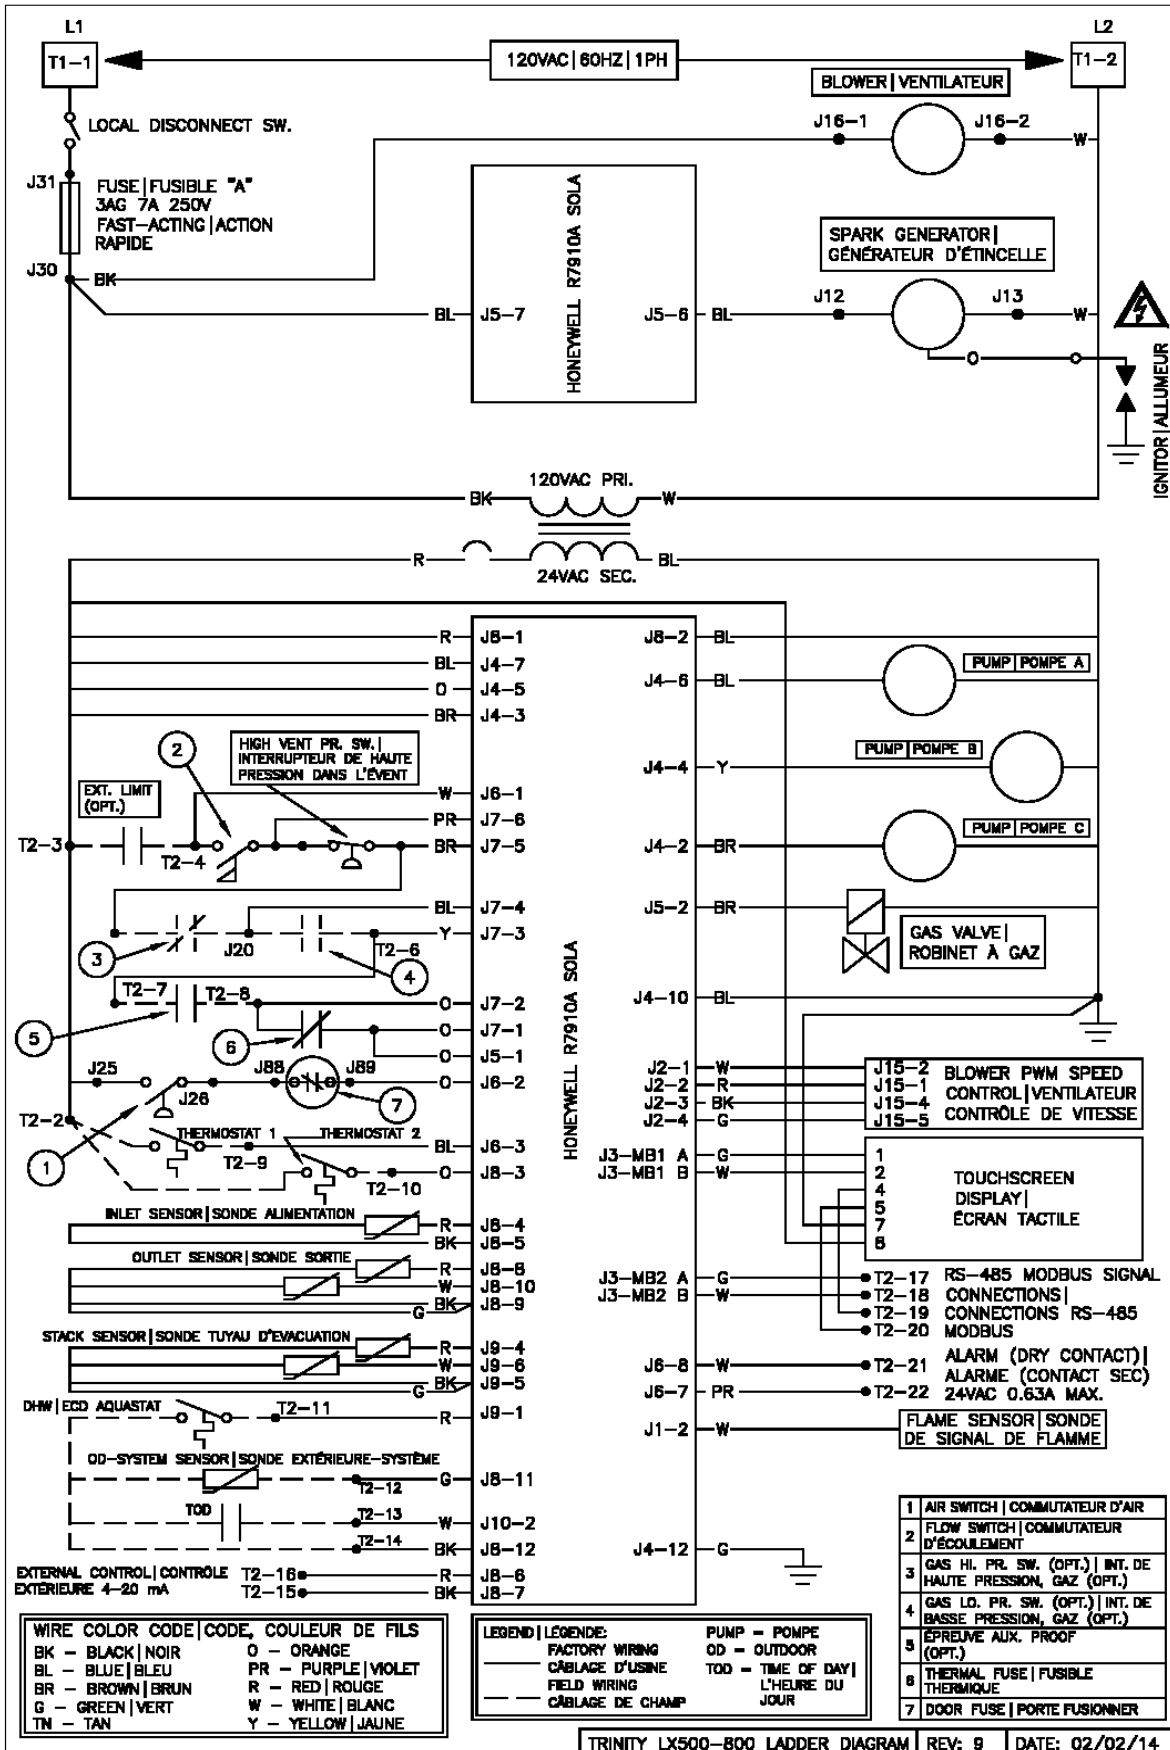 L1
L2
T1-1
120VAC|60HZ|1PH
T1-2
BLOWER|VENTILATEUR
LOCAL DISCONNECT SW.
J16-1
J16-2
W
J31
FUSE|FUSIBLE "A"
3AG 7A 250V
FAST-ACTING|ACTION
RAPIDE
HONEYWELL R7910A SOLA
SPARK GENERATOR|
GÉNÉRATEUR D'ÉTINCELLE
J30
BK
J12
J13
BL
J5-7
J5-6
BL
W
O
IGNITOR|ALLUMEUR
120VAC PRI.
BK
W
R
BL
24VAC SEC.
R
J8-1
J8-2
BL
BL
J4-7
PUMP|POMPE A
O
J4-5
J4-6
BL
BR
J4-3
2
HIGH VENT PR. SW.|
INTERRUPTEUR DE HAUTE
PRESSION DANS L'ÉVENT
PUMP|POMPE B
J4-4
Y
EXT. LIMIT
(OPT.)
W
J6-1
PR
J7-6
PUMP|POMPE C
T2-3
T2-4
BR
J7-5
J4-2
BR
BL
J7-4
J5-2
BR
3
J20
T2-6
Y
J7-3
GAS VALVE|
ROBINET À GAZ
4
HONEYWELL R7910A SOLA
T2-7
T2-8
O
J7-2
J4-10
BL
5
6
O
J7-1
O
J5-1
J25
J88
J89
J2-1
W
J15-2
BLOWER PWM SPEED
CONTROL|VENTILATEUR
CONTRÔLE DE VITESSE
O
J6-2
J2-2
R
J15-1
J26
7
J2-3
BK
J15-4
T2-2
J2-4
G
J15-5
THERMOSTAT 1
THERMOSTAT 2
1
T2-9
BL
J6-3
J3-MB1 A
G
1
T2-10
O
J8-3
J3-MB1 B
W
2
4
5
7
8
TOUCHSCREEN
DISPLAY|
ÉCRAN TACTILE
INLET SENSOR|SONDE ALIMENTATION
R
J8-4
BK
J8-5
OUTLET SENSOR|SONDE SORTIE
R
J8-8
J3-MB2 A
G
T2-17
RS-485 MODBUS SIGNAL
W
J8-10
J3-MB2 B
W
T2-18
CONNECTIONS|
BK
J8-9
T2-19
CONNECTIONS RS-485
G
T2-20
MODBUS
STACK SENSOR|SONDE TUYAU D'ÉVACUATION
R
J9-4
W
J9-6
J6-8
W
T2-21
ALARM (DRY CONTACT)|
ALARME (CONTACT SEC)
BK
J9-5
G
J6-7
PR
T2-22
24VAC 0.63A MAX.
DHW|ECD AQUASTAT
T2-11
R
J9-1
J1-2
W
FLAME SENSOR|SONDE
DE SIGNAL DE FLAMME
OD-SYSTEM SENSOR|SONDE EXTÉRIEURE-SYSTÈME
T2-12
G
J8-11
TOD
T2-13
W
J10-2
T2-14
BK
J8-12
J4-12
G
EXTERNAL CONTROL|CONTRÔLE
EXTÉRIEURE 4-20 mA
T2-16
R
J8-6
T2-15
BK
J8-7
1 AIR SWITCH|COMMUTATEUR D'AIR
2 FLOW SWITCH|COMMUTATEUR
D'ÉCOULEMENT
3 GAS HI. PR. SW. (OPT.)|INT. DE
HAUTE PRESSION, GAZ (OPT.)
4 GAS LO. PR. SW. (OPT.)|INT. DE
BASSE PRESSION, GAZ (OPT.)
5 ÉPREUVE AUX. PROOF
(OPT.)
6 THERMAL FUSE|FUSIBLE
THERMIQUE
7 DOOR FUSE|PORTE FUSIONNER
WIRE COLOR CODE|CODE, COULEUR DE FILS
BK - BLACK|NOIR
O - ORANGE
BL - BLUE|BLEU
PR - PURPLE|VIOLET
BR - BROWN|BRUN
R - RED|ROUGE
G - GREEN|VERT
W - WHITE|BLANC
TN - TAN
Y - YELLOW|JAUNE
LEGEND|LÉGENDE:
FACTORY WIRING
CÂBLAGE D'USINE
FIELD WIRING
CÂBLAGE DE CHAMP
PUMP - POMPE
OD - OUTDOOR
TOD - TIME OF DAY|
L'HEURE DU
JOUR
TRINITY LX500-800 LADDER DIAGRAM
REV: 9
DATE: 02/02/14